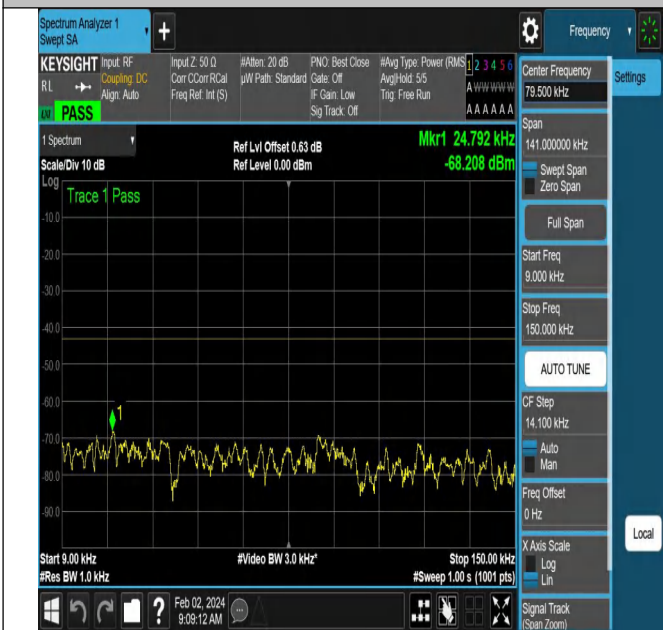 Spectrum Analyzer 1
Swept SA
Frequency
KEYSIGHT
RL
PASS
Input: RF
Coupling: DC
Align: Auto
Input Z: 50 Ω
Corr CCorr RCal
Freq Ref: Int (S)
#Atten: 20 dB
µW Path: Standard
PNO: Best Close
Gate: Off
IF Gain: Low
Sig Track: Off
#Avg Type: Power (RMS
Avg|Hold: 5/5
Trig: Free Run
1 2 3 4 5 6
A W W W W W
A A A A A A
1 Spectrum
Scale/Div 10 dB
Ref Lvl Offset 0.63 dB
Ref Level 0.00 dBm
Mkr1 24.792 kHz
-68.208 dBm
Log
Trace 1 Pass
-10.0
-20.0
-30.0
-40.0
-50.0
-60.0
-70.0
-80.0
-90.0
1
Start 9.00 kHz
#Res BW 1.0 kHz
#Video BW 3.0 kHz*
Stop 150.00 kHz
#Sweep 1.00 s (1001 pts)
?
Feb 02, 2024
9:09:12 AM
Center Frequency
79.500 kHz
Settings
Span
141.000000 kHz
Swept Span
Zero Span
Full Span
Start Freq
9.000 kHz
Stop Freq
150.000 kHz
AUTO TUNE
CF Step
14.100 kHz
Auto
Man
Freq Offset
0 Hz
X Axis Scale
Log
Lin
Local
Signal Track
(Span Zoom)